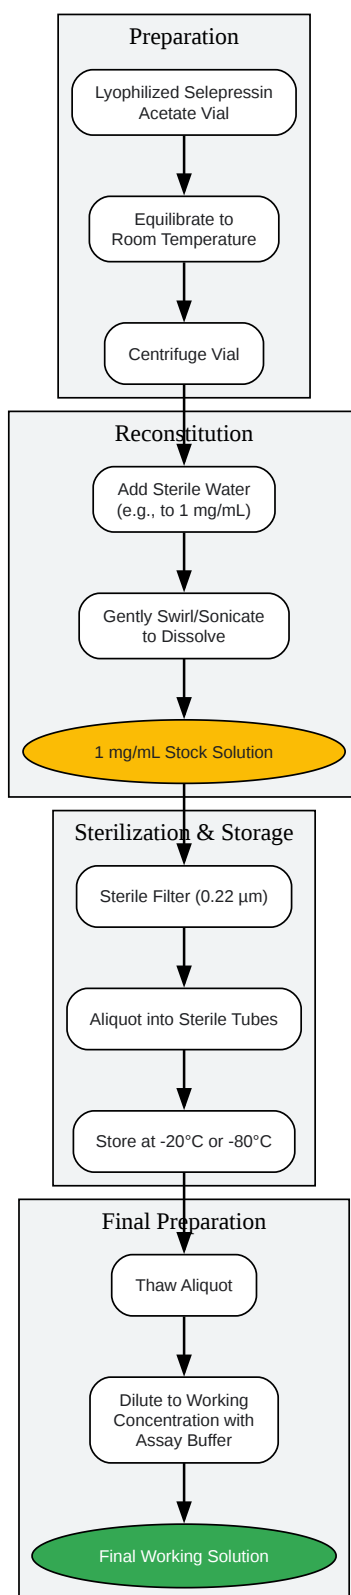 Preparation
Lyophilized Selepressin
Acetate Vial
Equilibrate to
Room Temperature
Centrifuge Vial
Reconstitution
Add Sterile Water
(e.g., to 1 mg/mL)
Gently Swirl/Sonicate
to Dissolve
1 mg/mL Stock Solution
Sterilization & Storage
Sterile Filter (0.22 µm)
Aliquot into Sterile Tubes
Store at -20°C or -80°C
Final Preparation
Thaw Aliquot
Dilute to Working
Concentration with
Assay Buffer
Final Working Solution